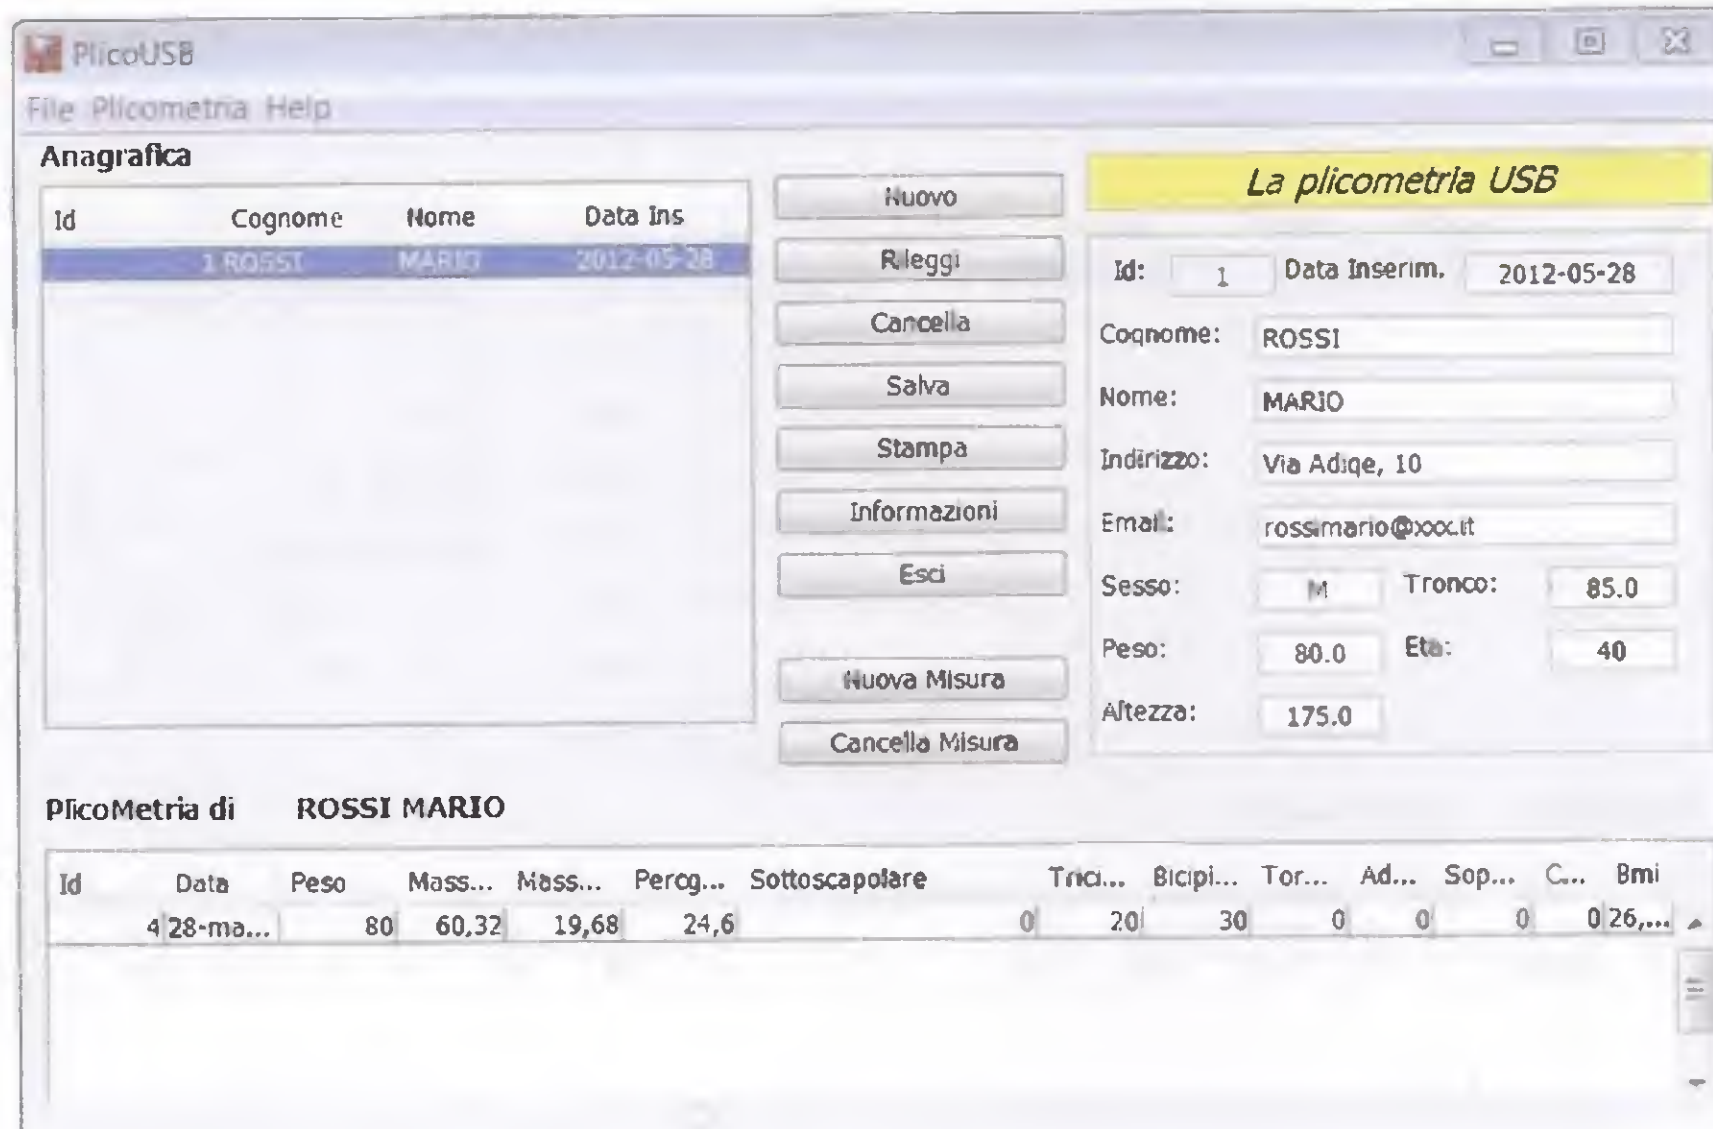 PlicoUSB
File Plicometria Help
Anagrafica
Id Cognome Nome Data Ins
1 ROSSI MARIO 2012-05-28
Nuovo
Rileggi
Cancella
Salva
Stampa
Informazioni
Esci
Nuova Misura
Cancella Misura
La plicometria USB
Id: 1 Data Inserim. 2012-05-28
Cognome: ROSSI
Nome: MARIO
Indirizzo: Via Adige, 10
Email: rossimario@xxx.it
Sesso: M Tronco: 85.0
Peso: 80.0 Eta: 40
Altezza: 175.0
PlicoMetria di ROSSI MARIO
Id Data Peso Mass... Mass... Perog... Sottoscapolare Trici... Bicipi... Tor... Ad... Sop... C... Bmi
4 28-ma... 80 60,32 19,68 24,6 0 20 30 0 0 0 0 26,...